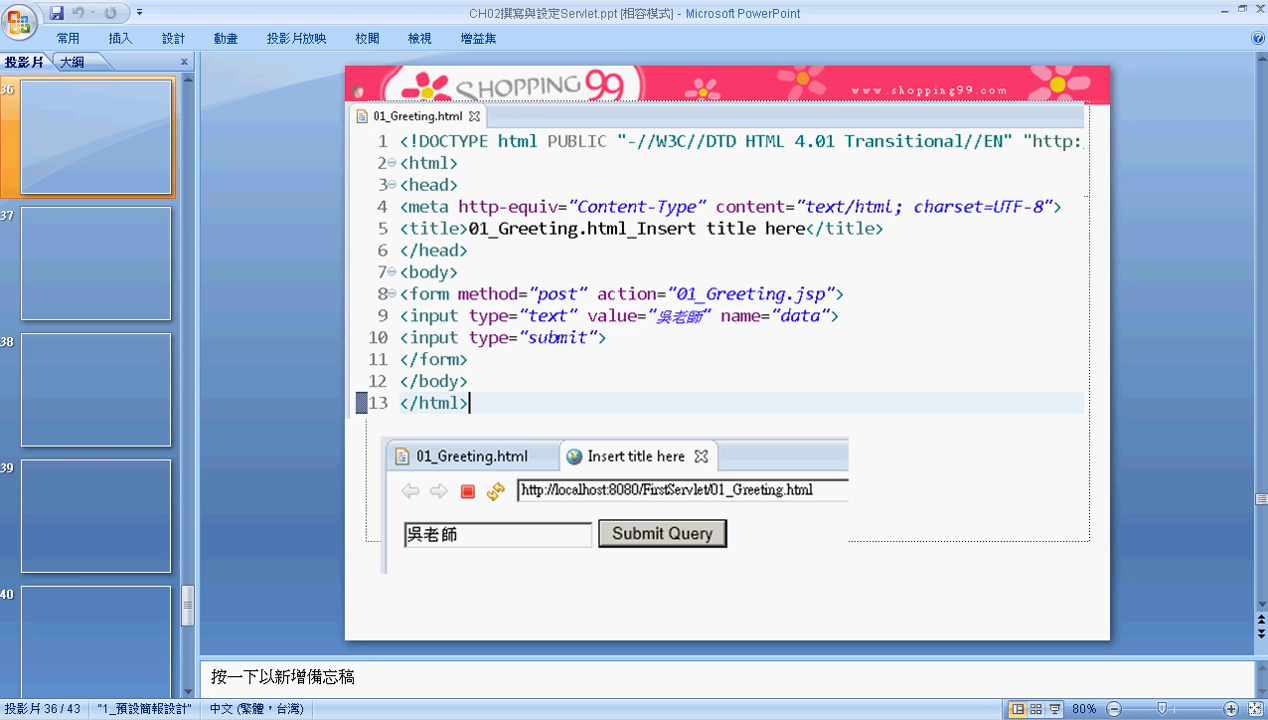 CH02撰寫與設定Servlet.ppt [相容模式] - Microsoft PowerPoint
常用 插入 設計 動畫 投影片放映 校閱 檢視 增益集
投影片 大綱
36
37
38
39
40
SHOPPING 99
www.shopping99.com
01_Greeting.html
1 <!DOCTYPE html PUBLIC "-//W3C//DTD HTML 4.01 Transitional//EN" "http:
2 <html>
3 <head>
4 <meta http-equiv="Content-Type" content="text/html; charset=UTF-8">
5 <title>01_Greeting.html_Insert title here</title>
6 </head>
7 <body>
8 <form method="post" action="01_Greeting.jsp">
9 <input type="text" value="吳老師" name="data">
10 <input type="submit">
11 </form>
12 </body>
13 </html>
01_Greeting.html Insert title here
http://localhost:8080/FirstServlet/01_Greeting.html
吳老師 Submit Query
按一下以新增備忘稿
投影片 36 / 43 "1_預設簡報設計" 中文 (繁體，台灣) 80%